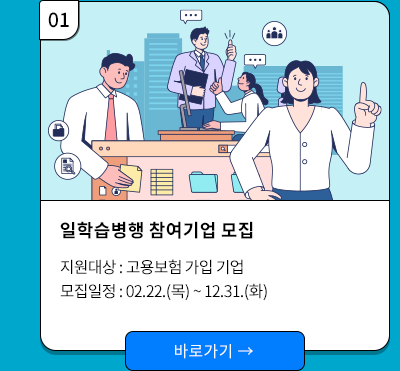 01
일학습병행 참여기업 모집
지원대상 : 고용보험 가입 기업
모집일정 : 02.22.(목) ~ 12.31.(화)
바로가기 →